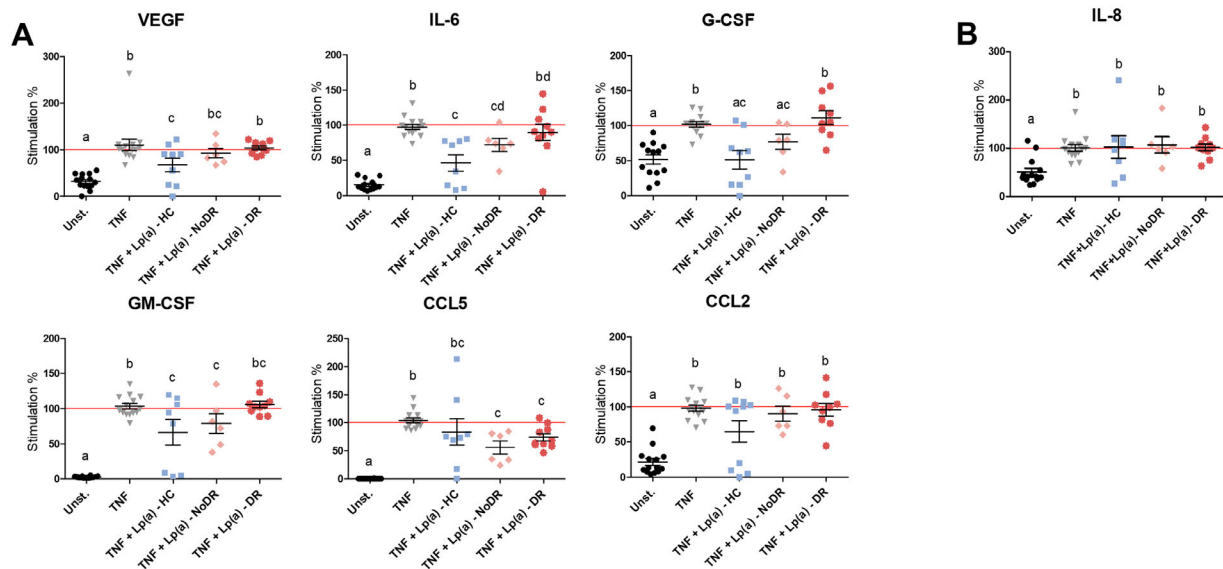 A
VEGF
Stimulation %
300
200
100
0
a
b
c
bc
b
Unst.
TNF
TNF + Lp(a) - HC
TNF + Lp(a) - NoDR
TNF + Lp(a) - DR
IL-6
Stimulation %
200
150
100
50
0
a
b
c
cd
bd
Unst.
TNF
TNF + Lp(a) - HC
TNF + Lp(a) - NoDR
TNF + Lp(a) - DR
G-CSF
Stimulation %
200
150
100
50
0
a
b
ac
ac
b
Unst.
TNF
TNF + Lp(a) - HC
TNF + Lp(a) - NoDR
TNF + Lp(a) - DR
B
IL-8
Stimulation %
300
200
100
0
a
b
b
b
b
Unst.
TNF
TNF+Lp(a)- HC
TNF+Lp(a)- NoDR
TNF+Lp(a)- DR
GM-CSF
Stimulation %
200
150
100
50
0
a
b
c
c
bc
Unst.
TNF
TNF + Lp(a) - HC
TNF + Lp(a) - NoDR
TNF + Lp(a) - DR
CCL5
Stimulation %
250
200
150
100
50
0
a
b
bc
c
c
Unst.
TNF
TNF + Lp(a) - HC
TNF + Lp(a) - NoDR
TNF + Lp(a) - DR
CCL2
Stimulation %
200
150
100
50
0
a
b
b
b
b
Unst.
TNF
TNF + Lp(a) - HC
TNF + Lp(a) - NoDR
TNF + Lp(a) - DR